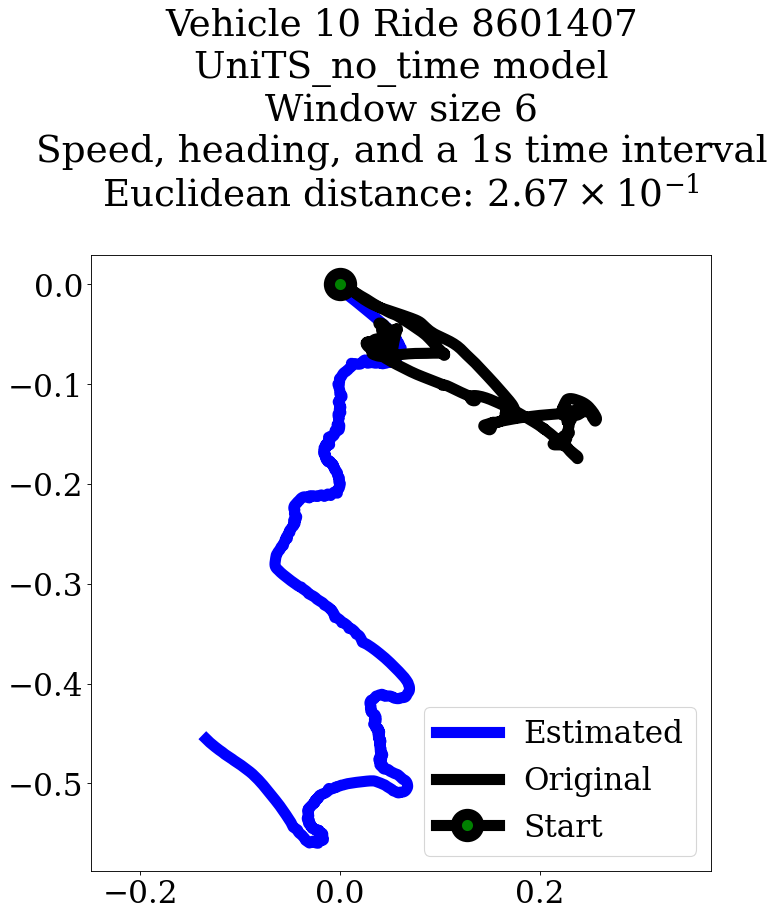 Vehicle 10 Ride 8601407
UniTS_no_time model
Window size 6
Speed, heading, and a 1s time interval
Euclidean distance: 2.67 × 10⁻¹
0.0
−0.1
−0.2
−0.3
−0.4
−0.5
Estimated
Original
Start
−0.2 0.0 0.2